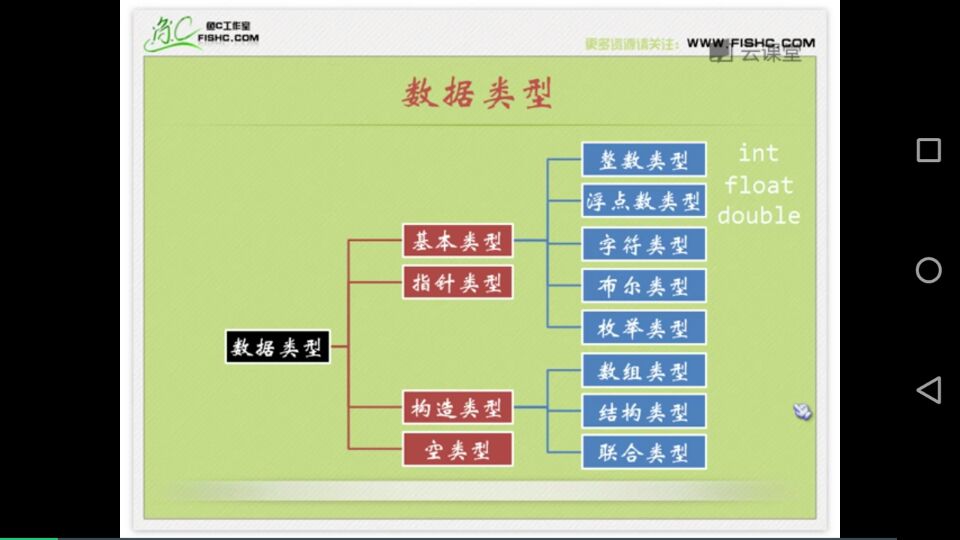 鱼C工作室
FISHC.COM
更多资源请关注：WWW.FISHC.COM
云课堂
数据类型
整数类型
int
浮点数类型
float
double
基本类型
字符类型
指针类型
布尔类型
枚举类型
数据类型
数组类型
构造类型
结构类型
空类型
联合类型